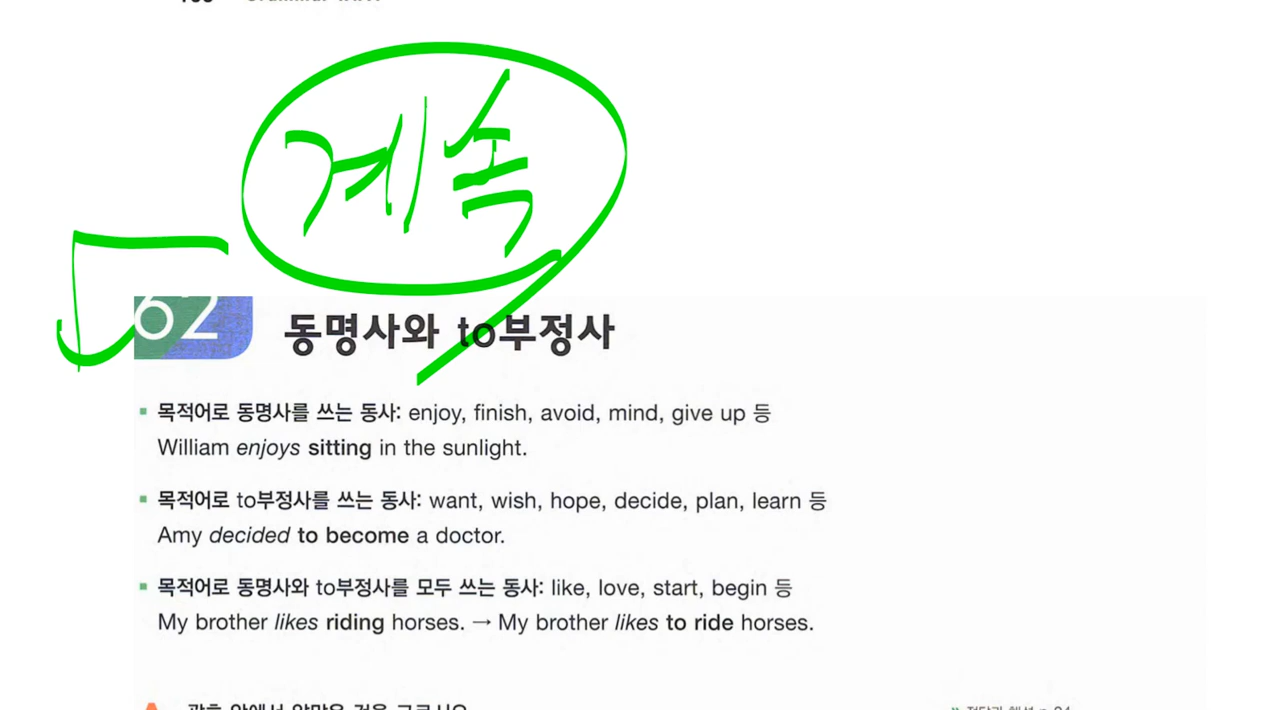 계속
62 동명사와 to부정사
▪ 목적어로 동명사를 쓰는 동사: enjoy, finish, avoid, mind, give up 등
William enjoys sitting in the sunlight.
▪ 목적어로 to부정사를 쓰는 동사: want, wish, hope, decide, plan, learn 등
Amy decided to become a doctor.
▪ 목적어로 동명사와 to부정사를 모두 쓰는 동사: like, love, start, begin 등
My brother likes riding horses. → My brother likes to ride horses.